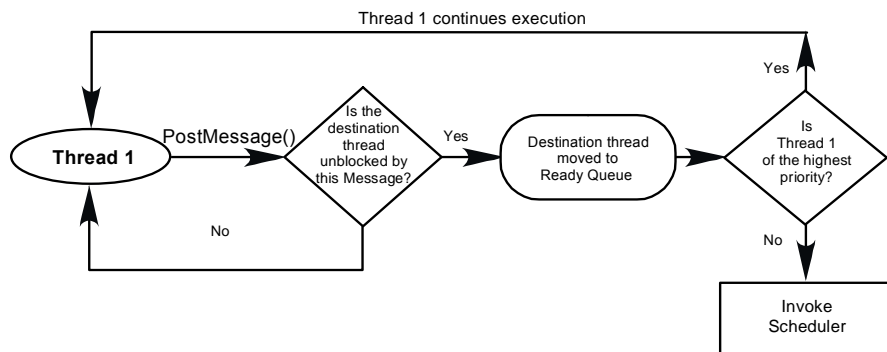 Thread 1 continues execution
Yes
Is the
destination
thread
unblocked by
this Message?
PostMessage()
Thread 1
Yes
Destination thread
moved to
Ready Queue
Is
Thread 1
of the highest
priority?
No
No
Invoke
Scheduler